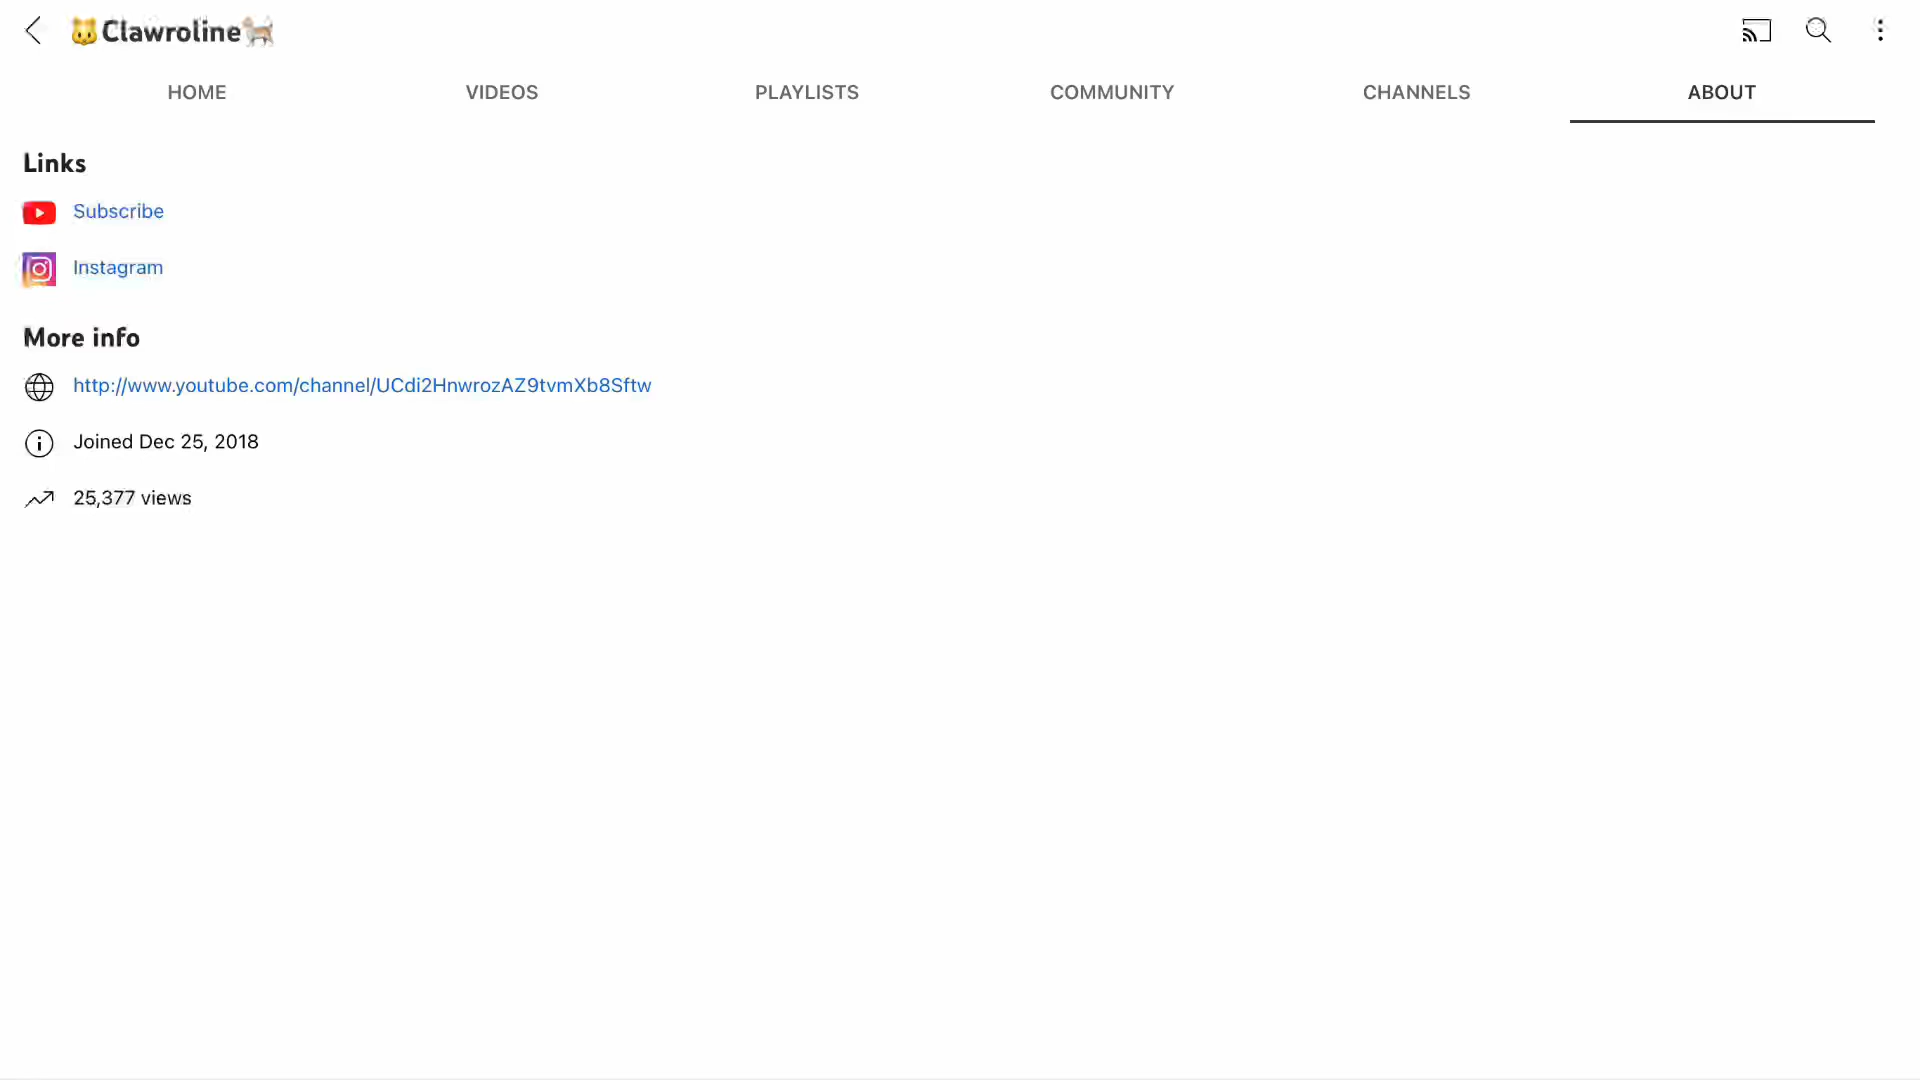 🐱Clawroline🐕
HOME VIDEOS PLAYLISTS COMMUNITY CHANNELS ABOUT
Links
Subscribe
Instagram
More info
http://www.youtube.com/channel/UCdi2HnwrozAZ9tvmXb8Sftw
Joined Dec 25, 2018
25,377 views